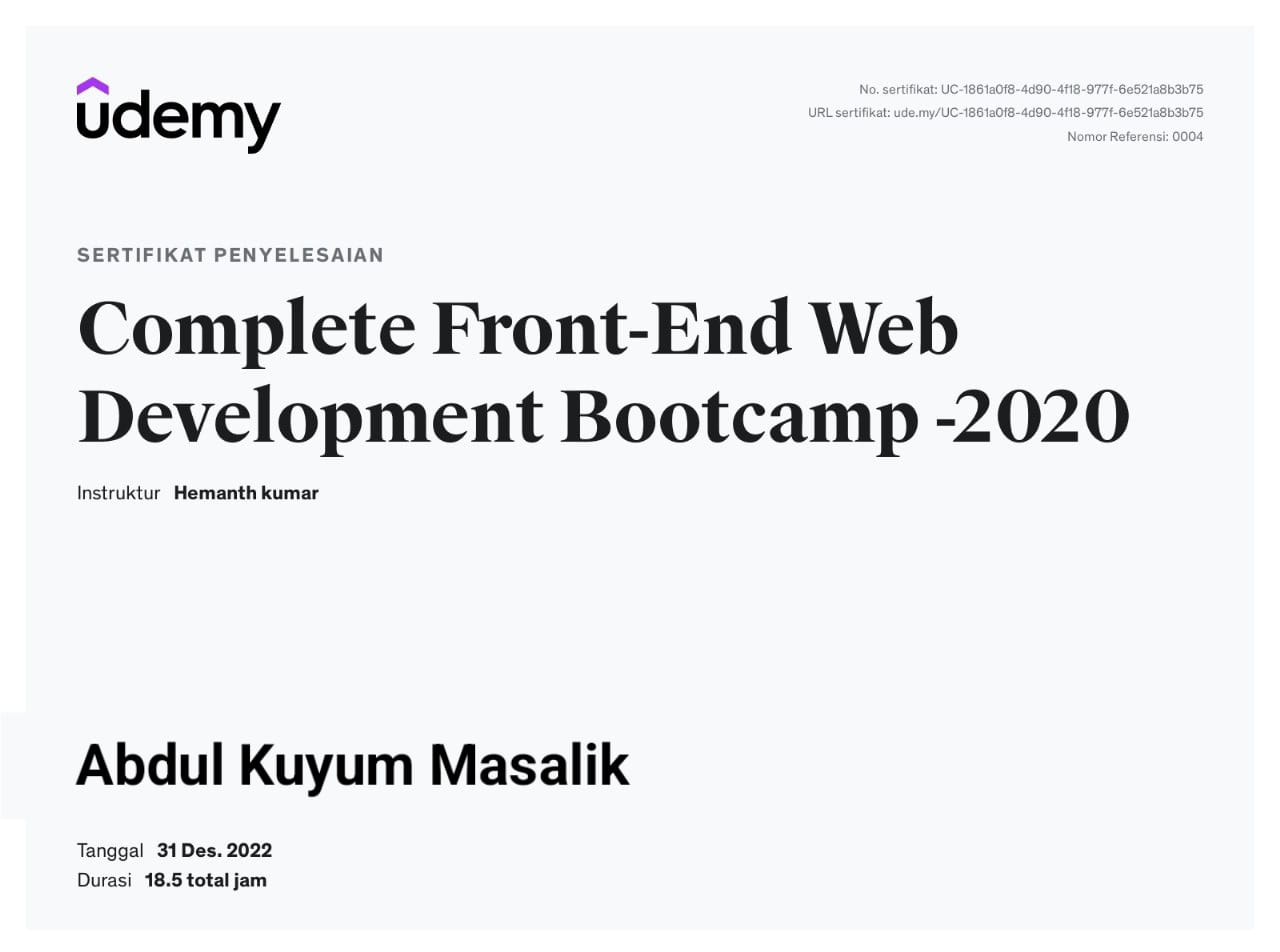 udemy
No. sertifikat: UC-1861a0f8-4d90-4f18-977f-6e521a8b3b75
URL sertifikat: ude.my/UC-1861a0f8-4d90-4f18-977f-6e521a8b3b75
Nomor Referensi: 0004
SERTIFIKAT PENYELESAIAN
Complete Front-End Web
Development Bootcamp -2020
Instruktur Hemanth kumar
Abdul Kuyum Masalik
Tanggal 31 Des. 2022
Durasi 18.5 total jam